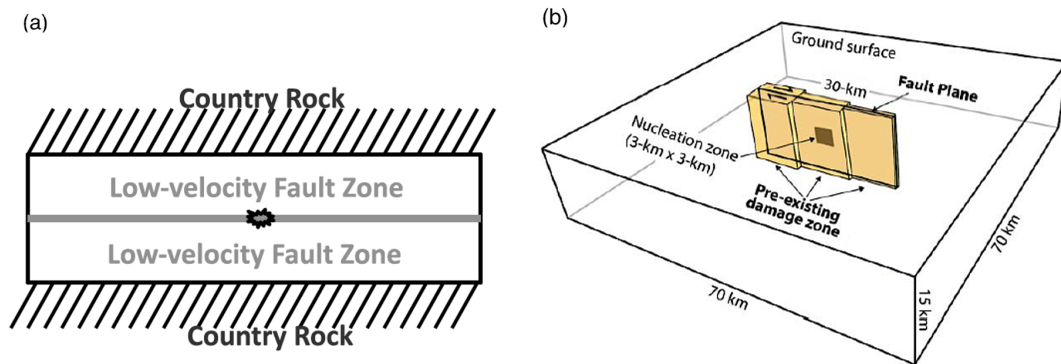 (a)
Country Rock
Low-velocity Fault Zone
Low-velocity Fault Zone
Country Rock
(b)
Ground surface
30-km
Fault Plane
Nucleation zone
(3-km x 3-km)
Pre-existing
damage zone
70 km
70 km
15 km